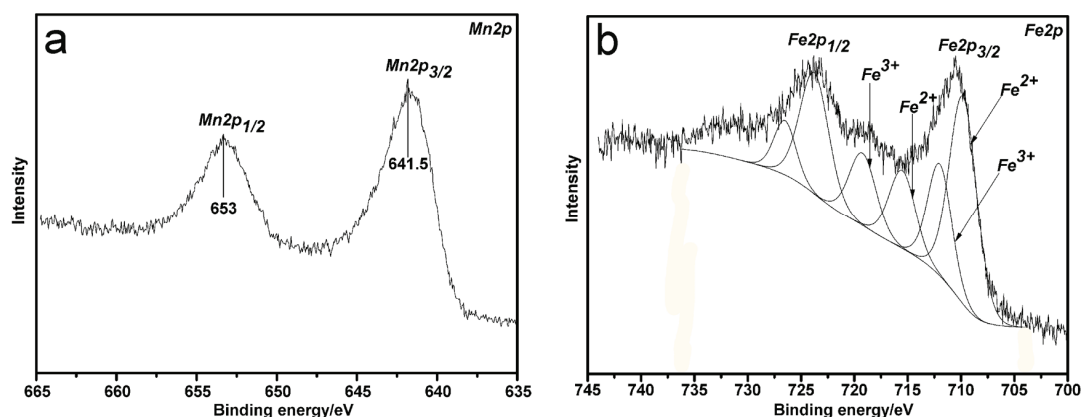 a
Mn2p
Mn2p3/2
Mn2p1/2
641.5
653
Intensity
665 660 655 650 645 640 635
Binding energy/eV
b
Fe2p
Fe2p1/2
Fe2p3/2
Fe3+
Fe2+
Fe2+
Fe3+
Intensity
745 740 735 730 725 720 715 710 705 700
Binding energy/eV